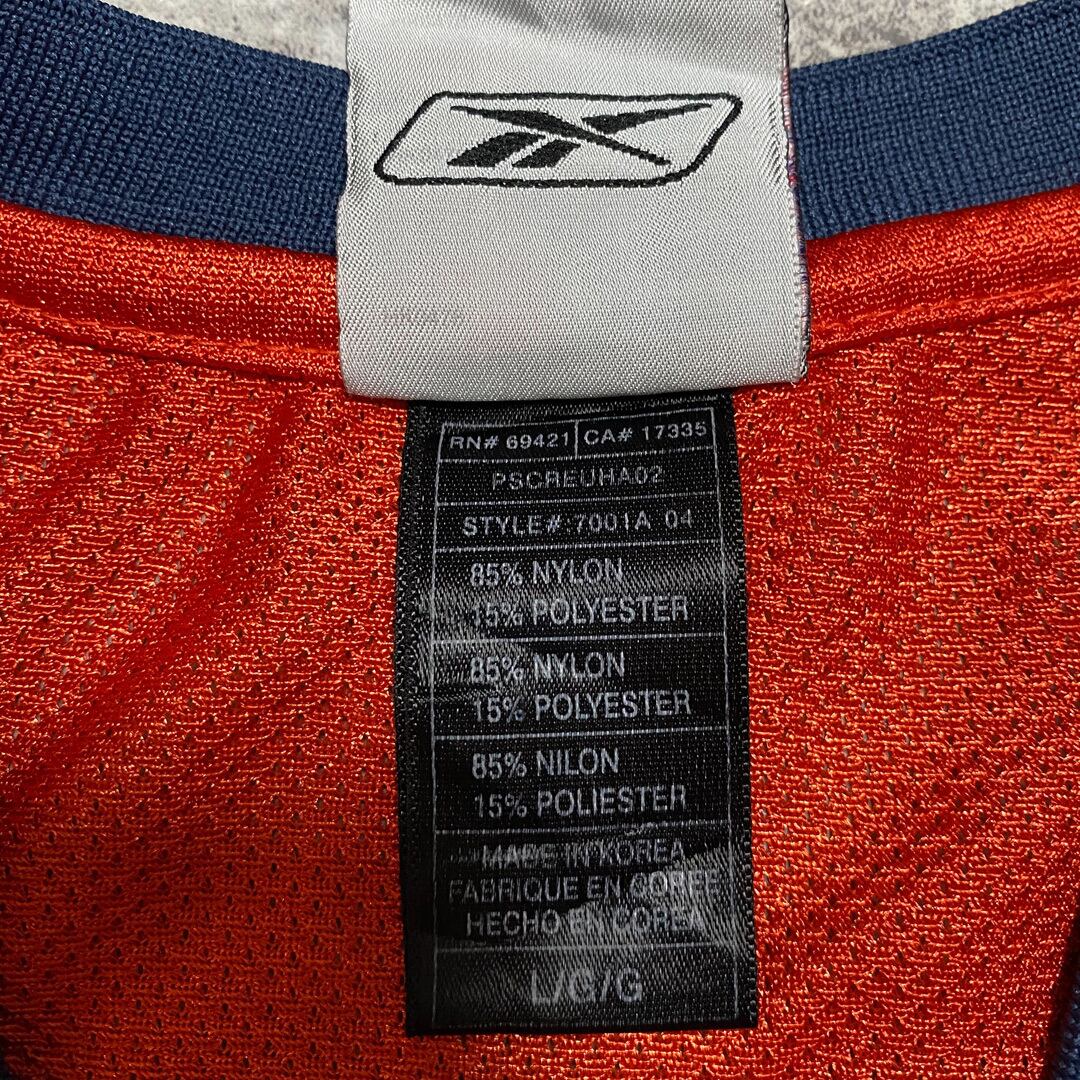 RN# 69421 CA# 17335
PSCREUHA02
STYLE# 7001A 04
85% NYLON
15% POLYESTER
85% NYLON
15% POLYESTER
85% NILON
15% POLIESTER
MADE IN KOREA
FABRIQUE EN COREE
HECHO EN COREA
L/G/G